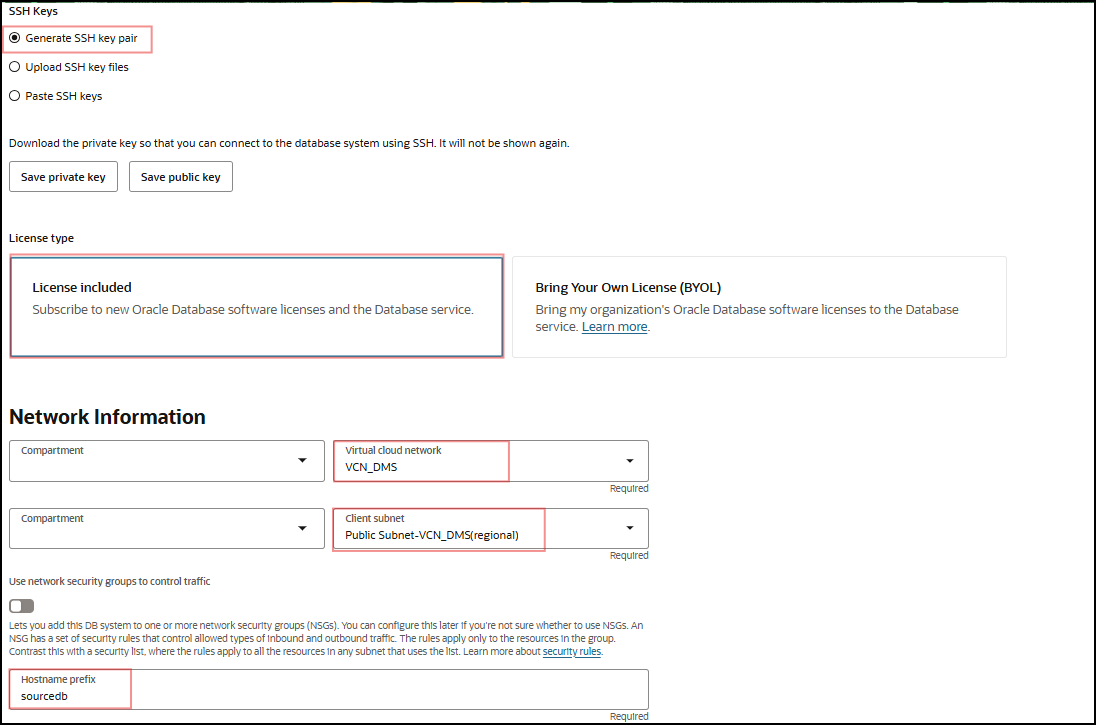 SSH Keys
Generate SSH key pair
Upload SSH key files
Paste SSH keys
Download the private key so that you can connect to the database system using SSH. It will not be shown again.
Save private key
Save public key
License type
License included
Subscribe to new Oracle Database software licenses and the Database service.
Bring Your Own License (BYOL)
Bring my organization's Oracle Database software licenses to the Database
service. Learn more.
Network Information
Compartment
Virtual cloud network
VCN_DMS
Required
Compartment
Client subnet
Public Subnet-VCN_DMS(regional)
Required
Use network security groups to control traffic
Lets you add this DB system to one or more network security groups (NSGs). You can configure this later if you're not sure whether to use NSGs. An
NSG has a set of security rules that control allowed types of inbound and outbound traffic. The rules apply only to the resources in the group.
Contrast this with a security list, where the rules apply to all the resources in any subnet that uses the list. Learn more about security rules.
Hostname prefix
sourcedb
Required